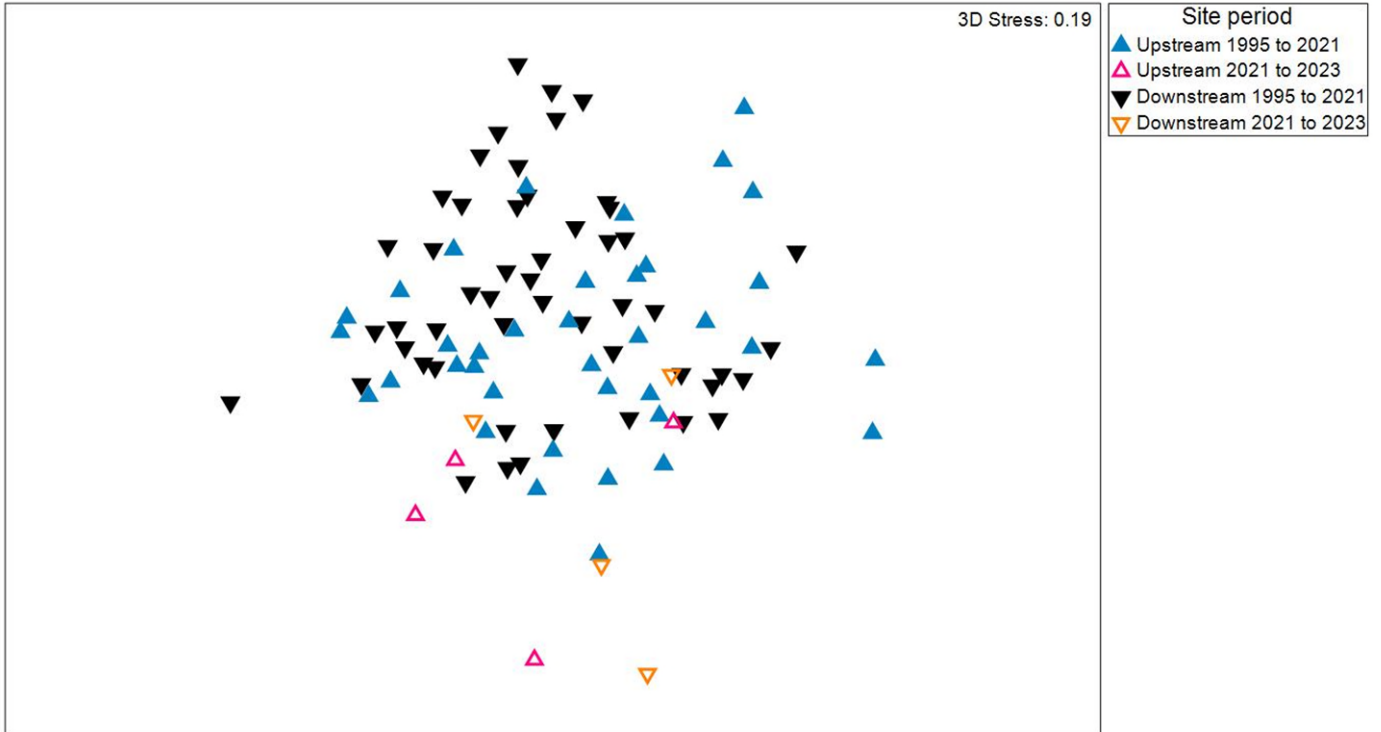 3D Stress: 0.19
Site period
Upstream 1995 to 2021
Upstream 2021 to 2023
Downstream 1995 to 2021
Downstream 2021 to 2023